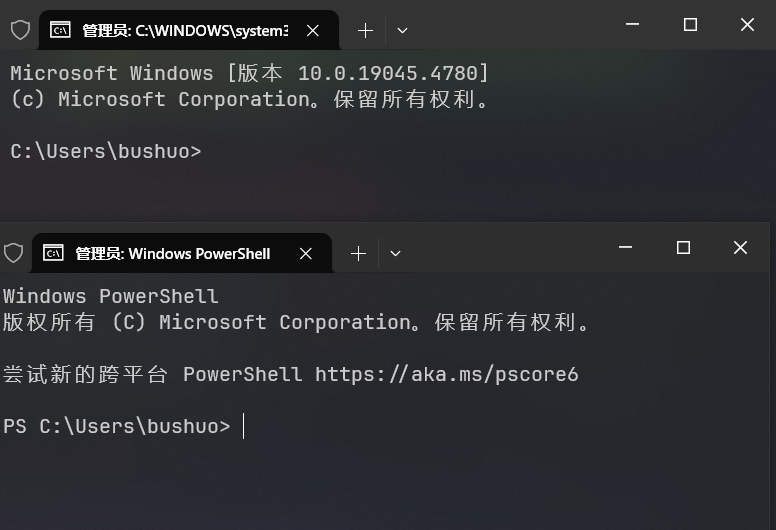 管理员: C:\WINDOWS\system3
Microsoft Windows [版本 10.0.19045.4780]
(c) Microsoft Corporation。保留所有权利。
C:\Users\bushuo>
管理员: Windows PowerShell
Windows PowerShell
版权所有 (C) Microsoft Corporation。保留所有权利。
尝试新的跨平台 PowerShell https://aka.ms/pscore6
PS C:\Users\bushuo>